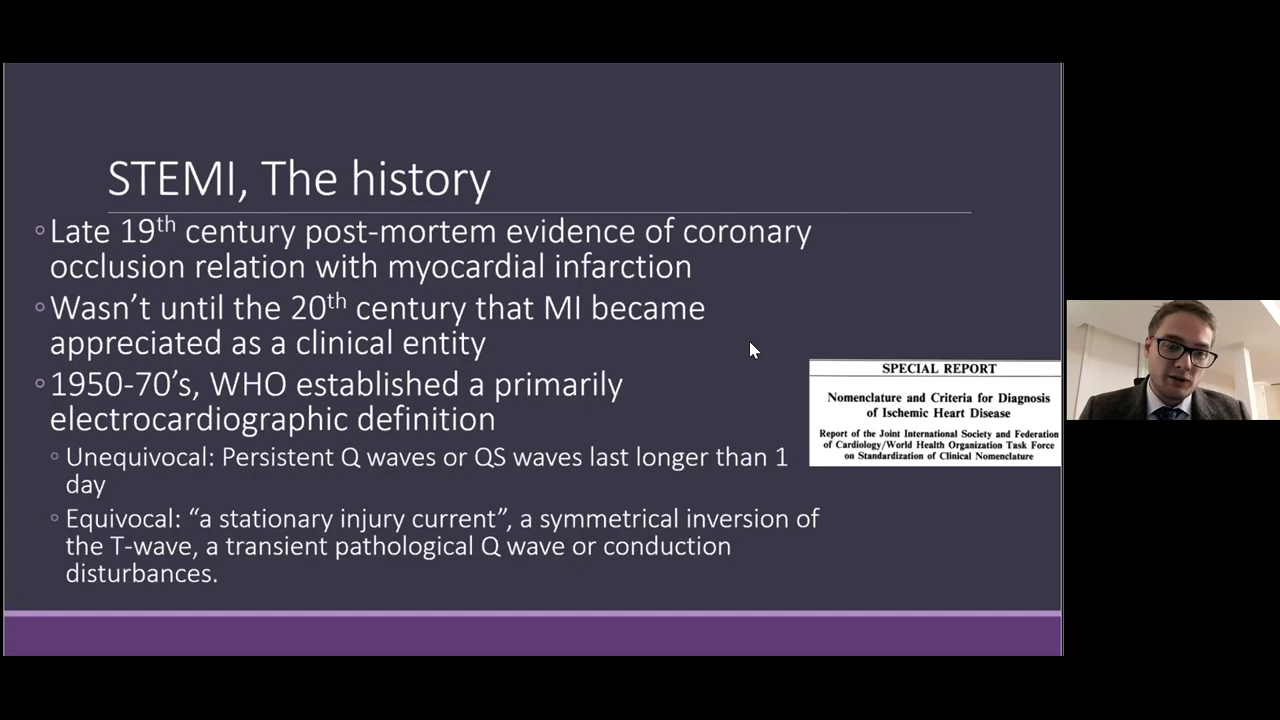 STEMI, The history
◦Late 19th century post-mortem evidence of coronary
occlusion relation with myocardial infarction
◦Wasn’t until the 20th century that MI became
appreciated as a clinical entity
◦1950-70’s, WHO established a primarily
electrocardiographic definition
◦Unequivocal: Persistent Q waves or QS waves last longer than 1
day
◦Equivocal: “a stationary injury current”, a symmetrical inversion of
the T-wave, a transient pathological Q wave or conduction
disturbances.
SPECIAL REPORT
Nomenclature and Criteria for Diagnosis
of Ischemic Heart Disease
Report of the Joint International Society and Federation
of Cardiology/World Health Organization Task Force
on Standardization of Clinical Nomenclature